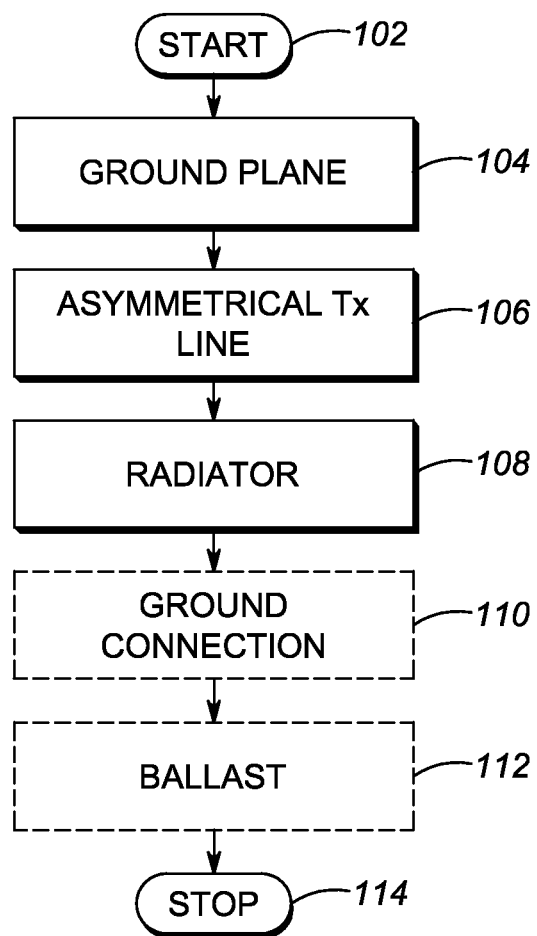 START 102
GROUND PLANE 104
ASYMMETRICAL Tx
LINE 106
RADIATOR 108
GROUND
CONNECTION 110
BALLAST 112
STOP 114